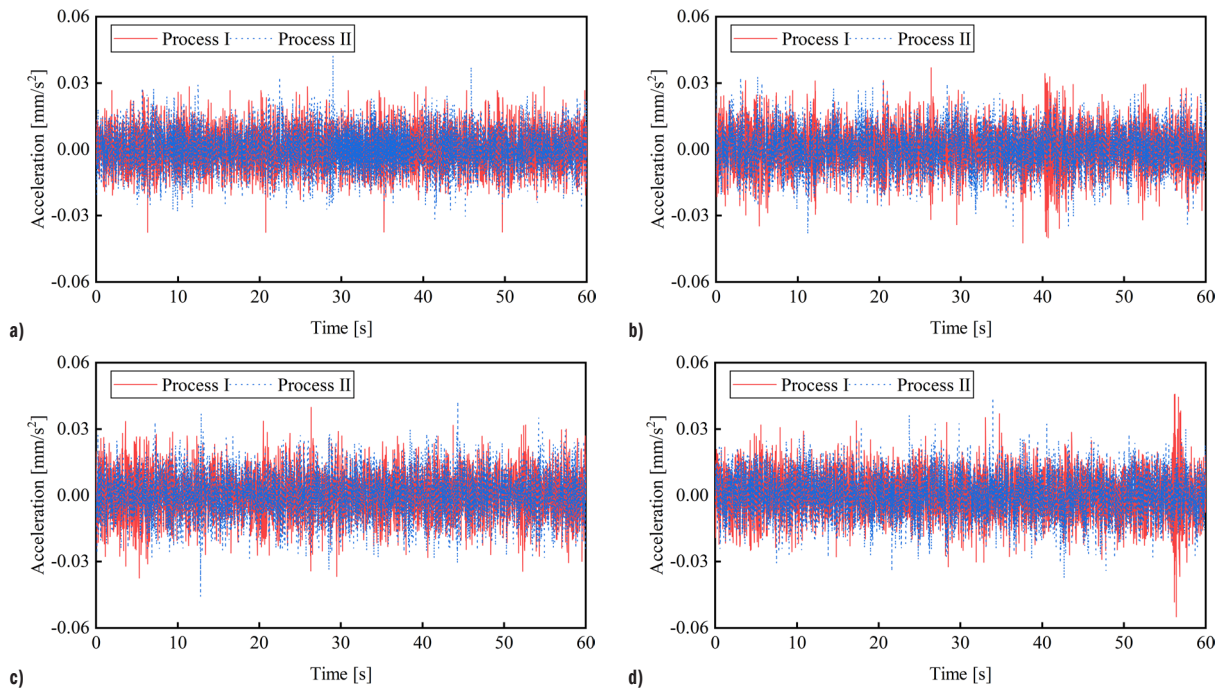 0.06
0.03
0.00
-0.03
-0.06
Acceleration [mm/s²]
Process I Process II
0 10 20 30 40 50 60
Time [s]
a)
0.06
0.03
0.00
-0.03
-0.06
Acceleration [mm/s²]
Process I Process II
0 10 20 30 40 50 60
Time [s]
b)
0.06
0.03
0.00
-0.03
-0.06
Acceleration [mm/s²]
Process I Process II
0 10 20 30 40 50 60
Time [s]
c)
0.06
0.03
0.00
-0.03
-0.06
Acceleration [mm/s²]
Process I Process II
0 10 20 30 40 50 60
Time [s]
d)